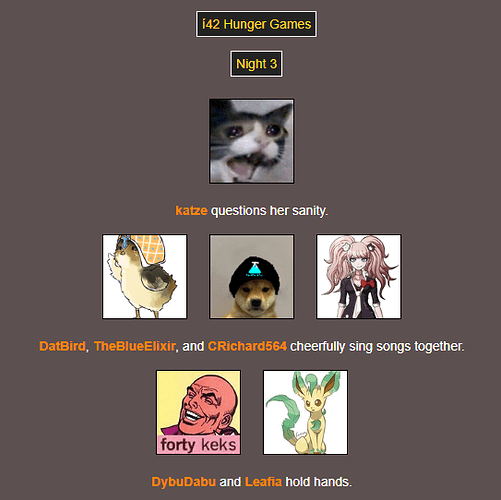 í42 Hunger Games
Night 3
katze questions her sanity.
DatBird, TheBlueElixir, and CRichard564 cheerfully sing songs together.
forty keks
DybuDabu and Leafia hold hands.